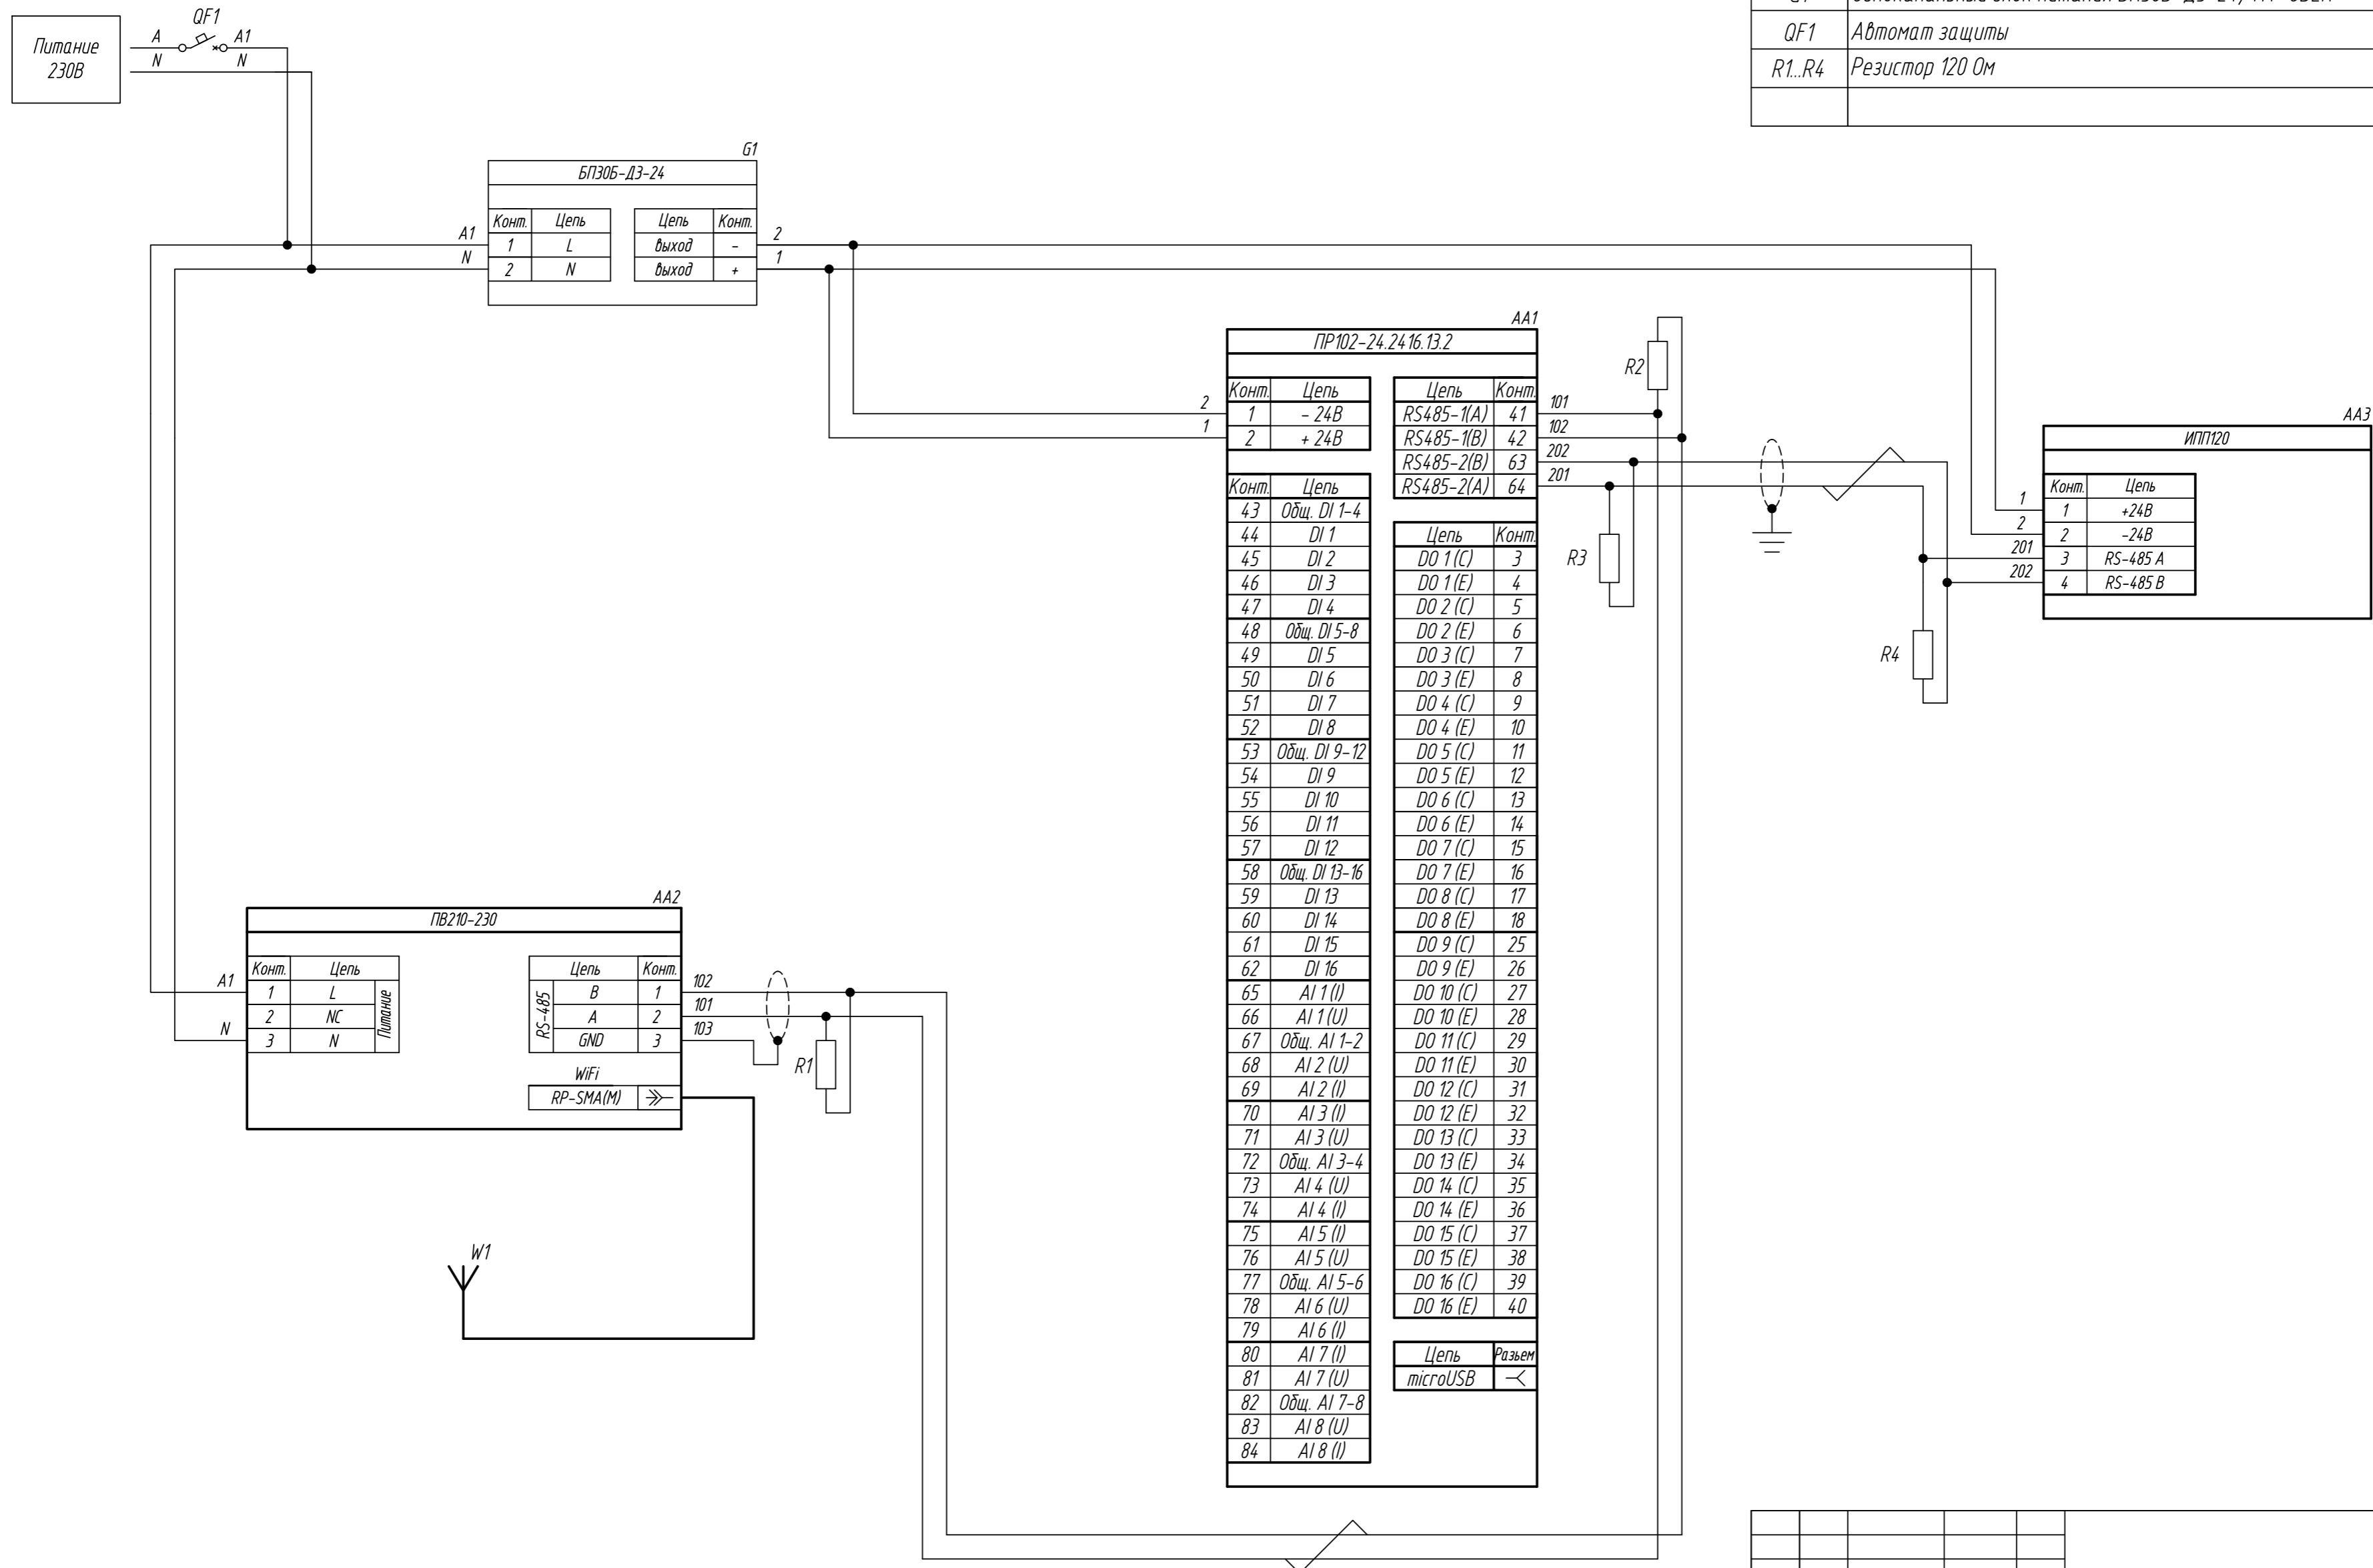 QF1 Автомат защиты
R1...R4 Резистор 120 Ом
Питание
230В
QF1
A A1
N N
G1
БП30Б-Д3-24
Конт. Цепь Цепь Конт.
A1 1 L выход - 2
N 2 N выход + 1
AA1
ПР102-24.2416.13.2
Конт. Цепь Цепь Конт.
2 1 - 24В RS485-1(A) 41 101
1 2 + 24В RS485-1(B) 42 102
RS485-2(B) 63 202
Конт. Цепь RS485-2(A) 64 201
43 Общ. DI 1-4
44 DI 1 Цепь Конт.
45 DI 2 DO 1 (C) 3
46 DI 3 DO 1 (E) 4
47 DI 4 DO 2 (C) 5
48 Общ. DI 5-8 DO 2 (E) 6
49 DI 5 DO 3 (C) 7
50 DI 6 DO 3 (E) 8
51 DI 7 DO 4 (C) 9
52 DI 8 DO 4 (E) 10
53 Общ. DI 9-12 DO 5 (C) 11
54 DI 9 DO 5 (E) 12
55 DI 10 DO 6 (C) 13
56 DI 11 DO 6 (E) 14
57 DI 12 DO 7 (C) 15
58 Общ. DI 13-16 DO 7 (E) 16
59 DI 13 DO 8 (C) 17
60 DI 14 DO 8 (E) 18
61 DI 15 DO 9 (C) 25
62 DI 16 DO 9 (E) 26
65 AI 1 (I) DO 10 (C) 27
66 AI 1 (U) DO 10 (E) 28
67 Общ. AI 1-2 DO 11 (C) 29
68 AI 2 (U) DO 11 (E) 30
69 AI 2 (I) DO 12 (C) 31
70 AI 3 (I) DO 12 (E) 32
71 AI 3 (U) DO 13 (C) 33
72 Общ. AI 3-4 DO 13 (E) 34
73 AI 4 (U) DO 14 (C) 35
74 AI 4 (I) DO 14 (E) 36
75 AI 5 (I) DO 15 (C) 37
76 AI 5 (U) DO 15 (E) 38
77 Общ. AI 5-6 DO 16 (C) 39
78 AI 6 (U) DO 16 (E) 40
79 AI 6 (I)
80 AI 7 (I) Цепь Разъем
81 AI 7 (U) microUSB
82 Общ. AI 7-8
83 AI 8 (U)
84 AI 8 (I)
R2
R3
R4
AA3
ИПП120
Конт. Цепь
1 1 +24В
2 2 -24В
201 3 RS-485 A
202 4 RS-485 B
AA2
ПВ210-230
Конт. Цепь Цепь Конт.
A1 1 L B 1 102
2 NC A 2 101
N 3 N GND 3 103
Питание
RS-485
WiFi
RP-SMA(M)
R1
W1